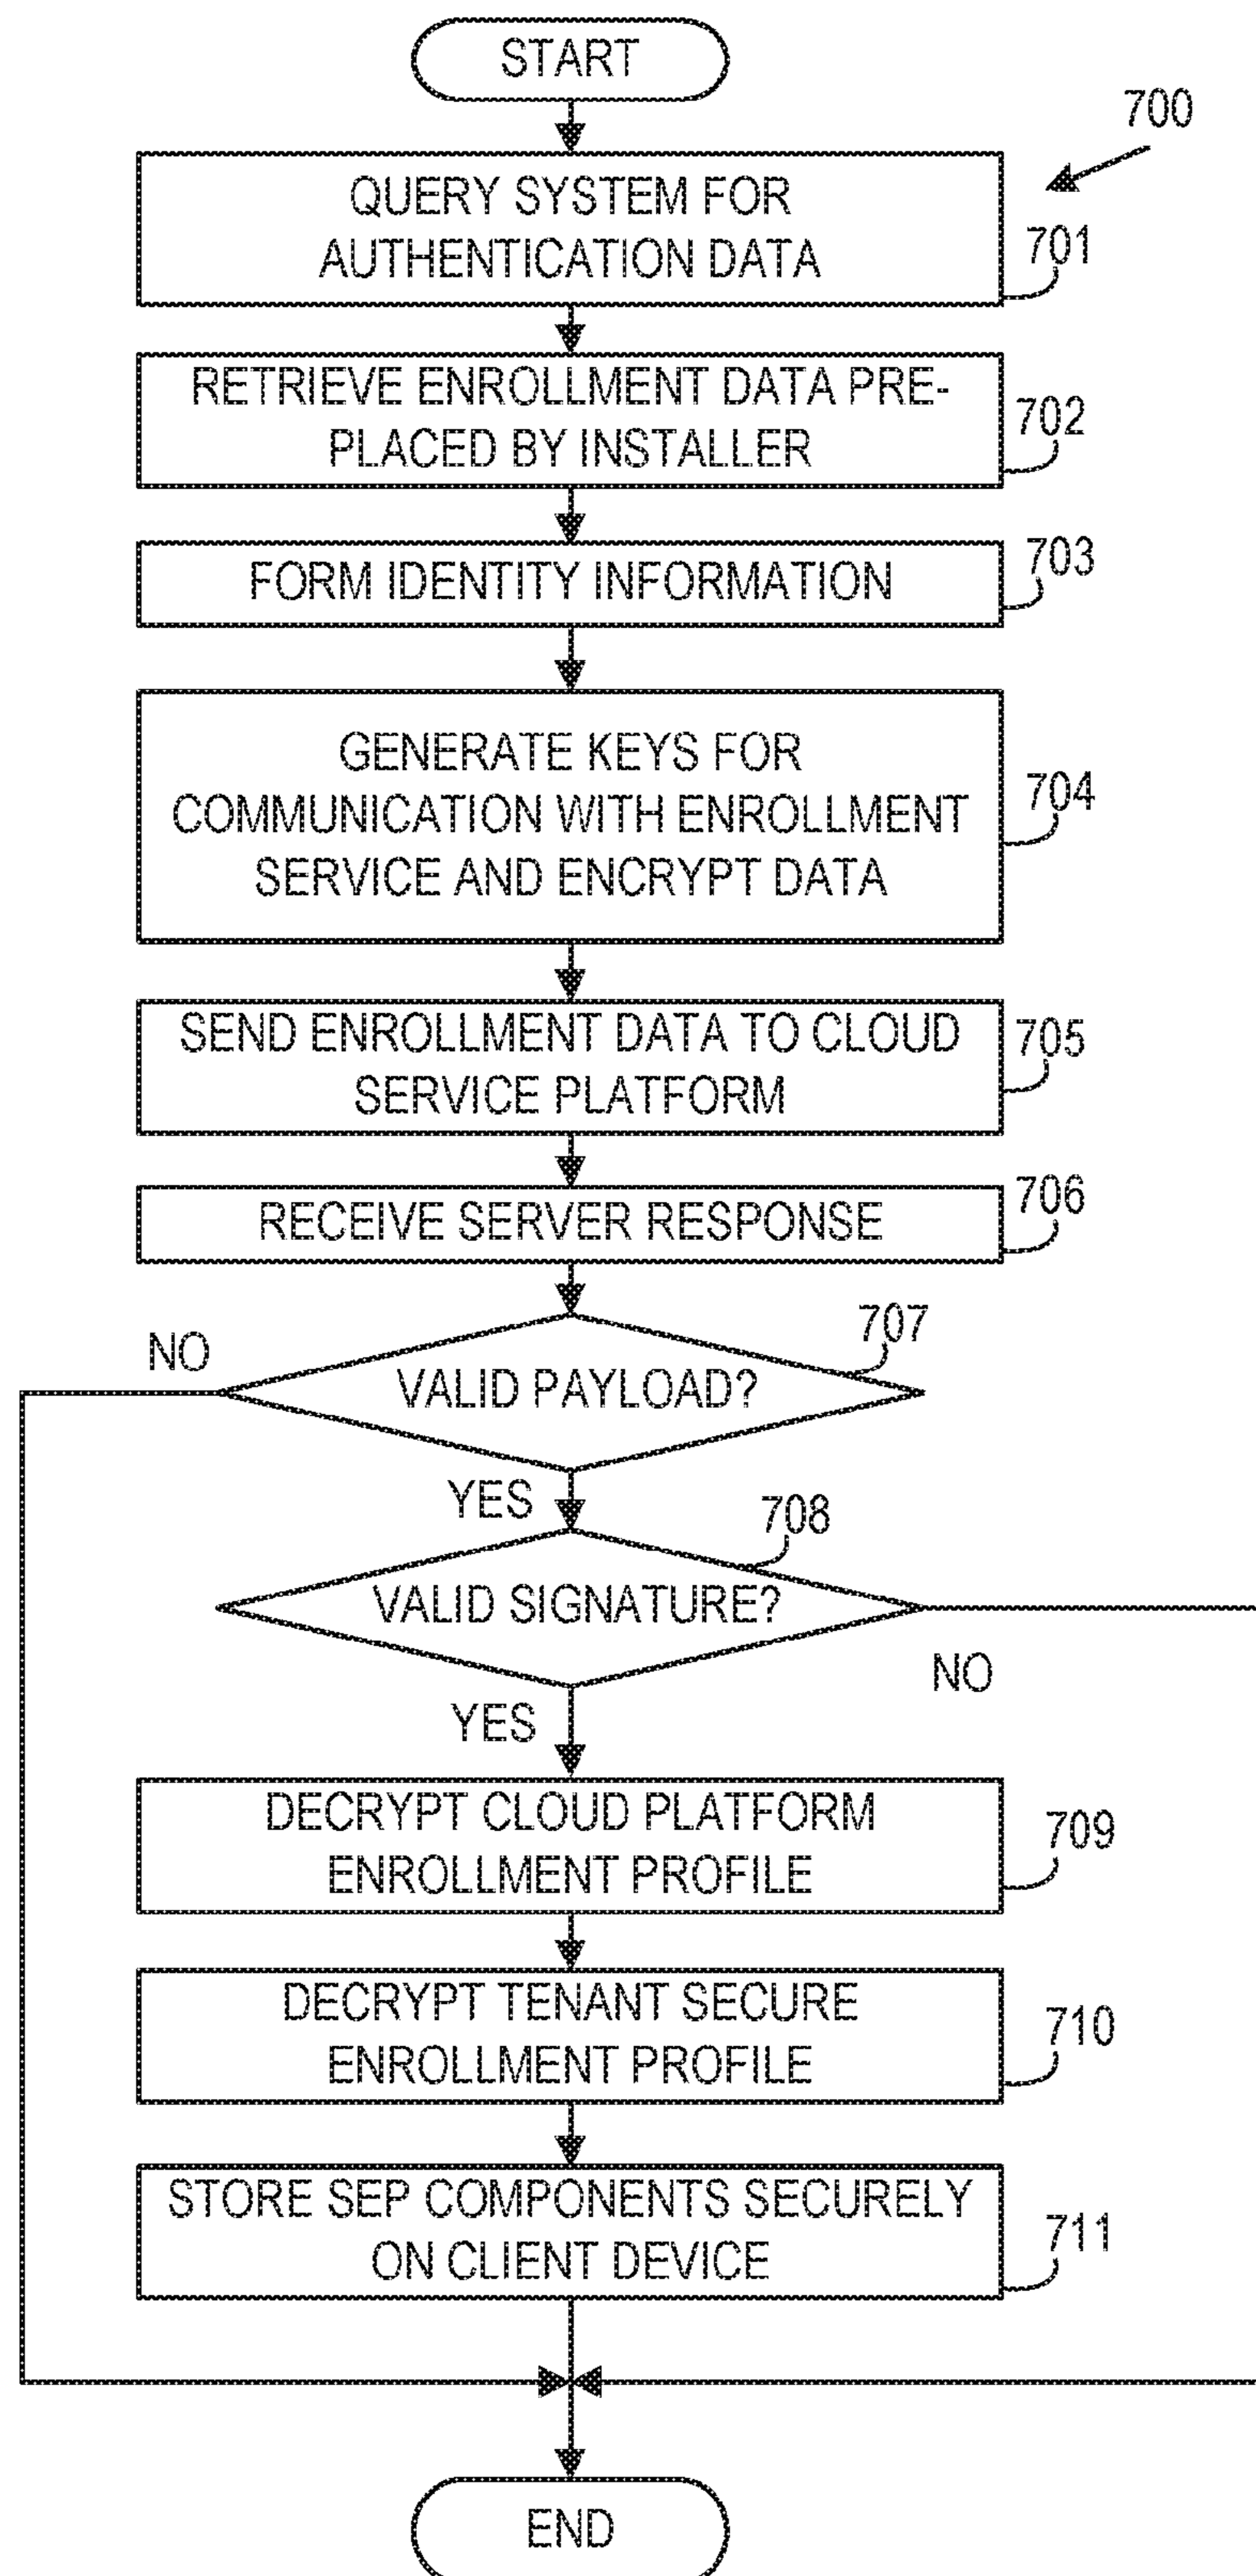 START
700
QUERY SYSTEM FOR
AUTHENTICATION DATA
701
RETRIEVE ENROLLMENT DATA PRE-
PLACED BY INSTALLER
702
FORM IDENTITY INFORMATION
703
GENERATE KEYS FOR
COMMUNICATION WITH ENROLLMENT
SERVICE AND ENCRYPT DATA
704
SEND ENROLLMENT DATA TO CLOUD
SERVICE PLATFORM
705
RECEIVE SERVER RESPONSE
706
707
NO
VALID PAYLOAD?
YES
708
VALID SIGNATURE?
NO
YES
DECRYPT CLOUD PLATFORM
ENROLLMENT PROFILE
709
DECRYPT TENANT SECURE
ENROLLMENT PROFILE
710
STORE SEP COMPONENTS SECURELY
ON CLIENT DEVICE
711
END